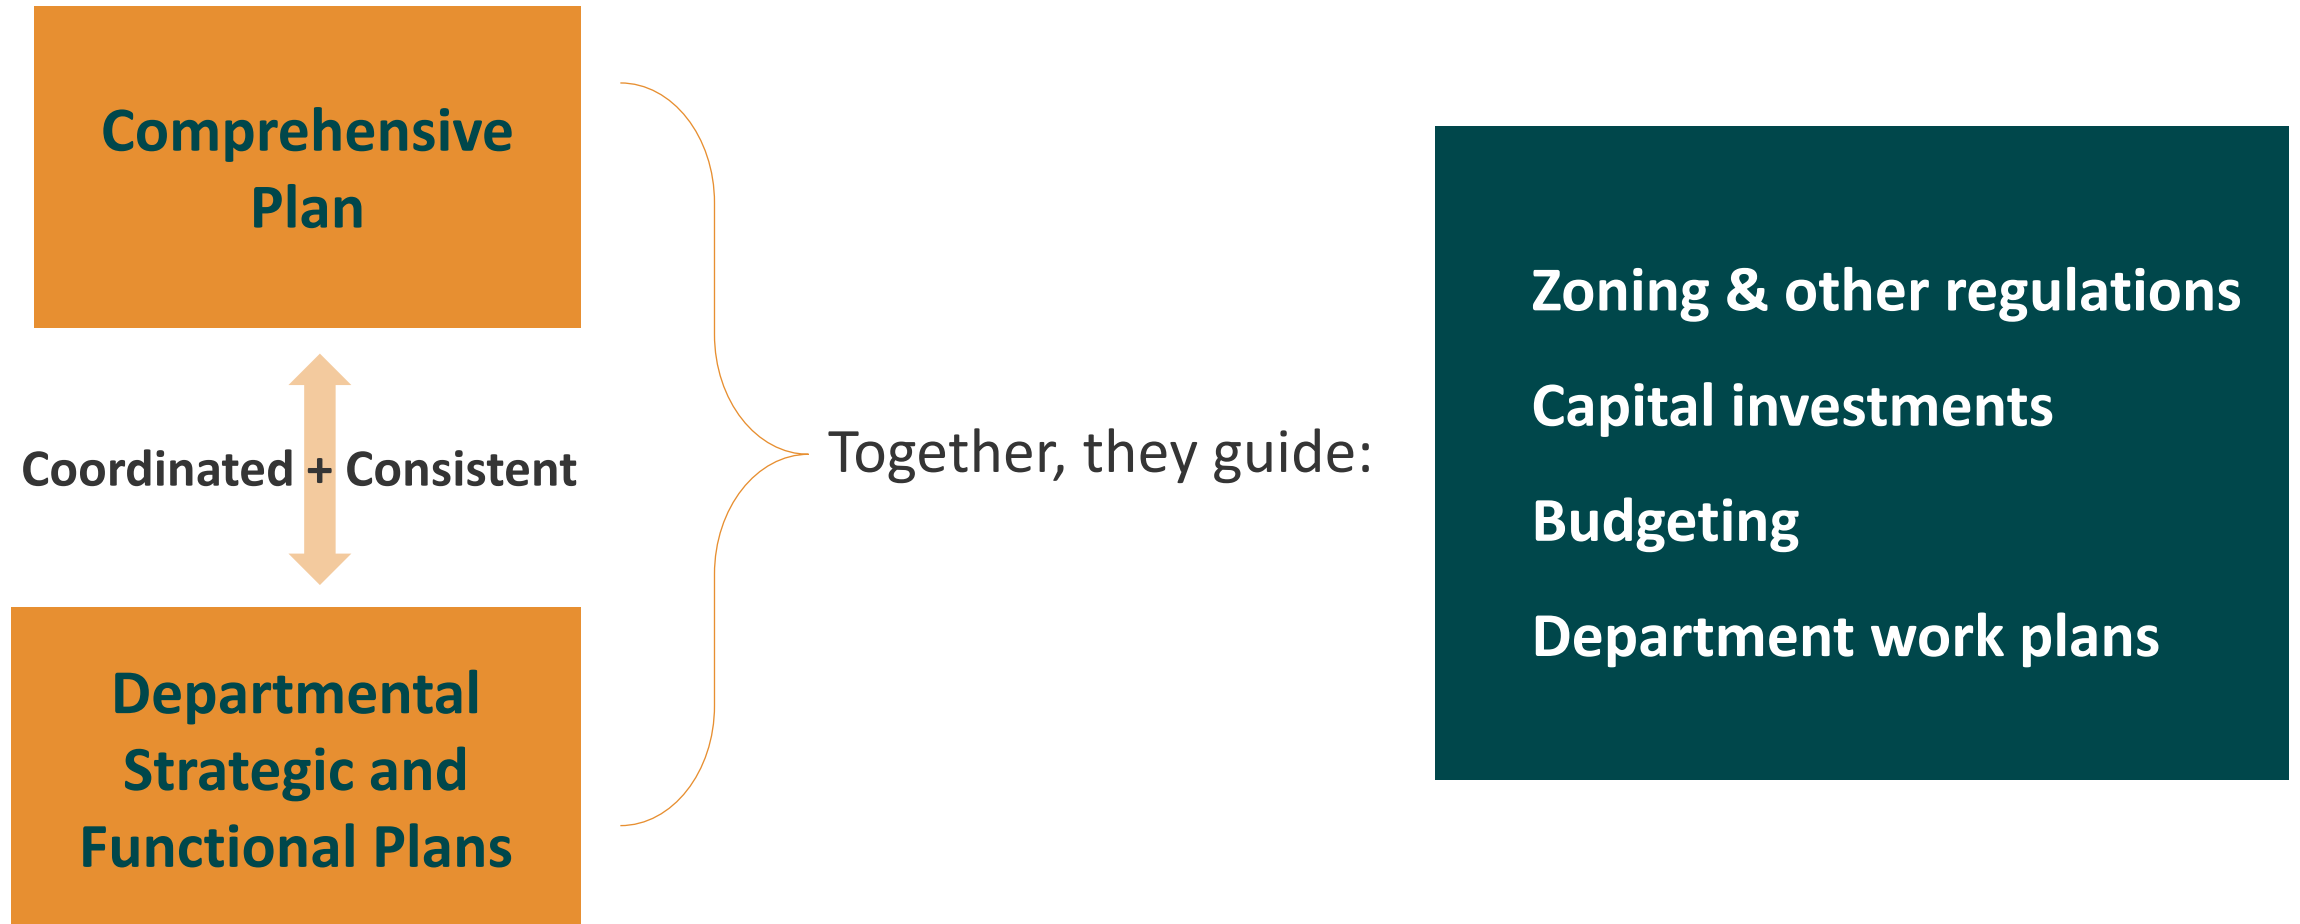 Comprehensive
Plan
Coordinated + Consistent
Departmental
Strategic and
Functional Plans
Together, they guide:
Zoning & other regulations
Capital investments
Budgeting
Department work plans